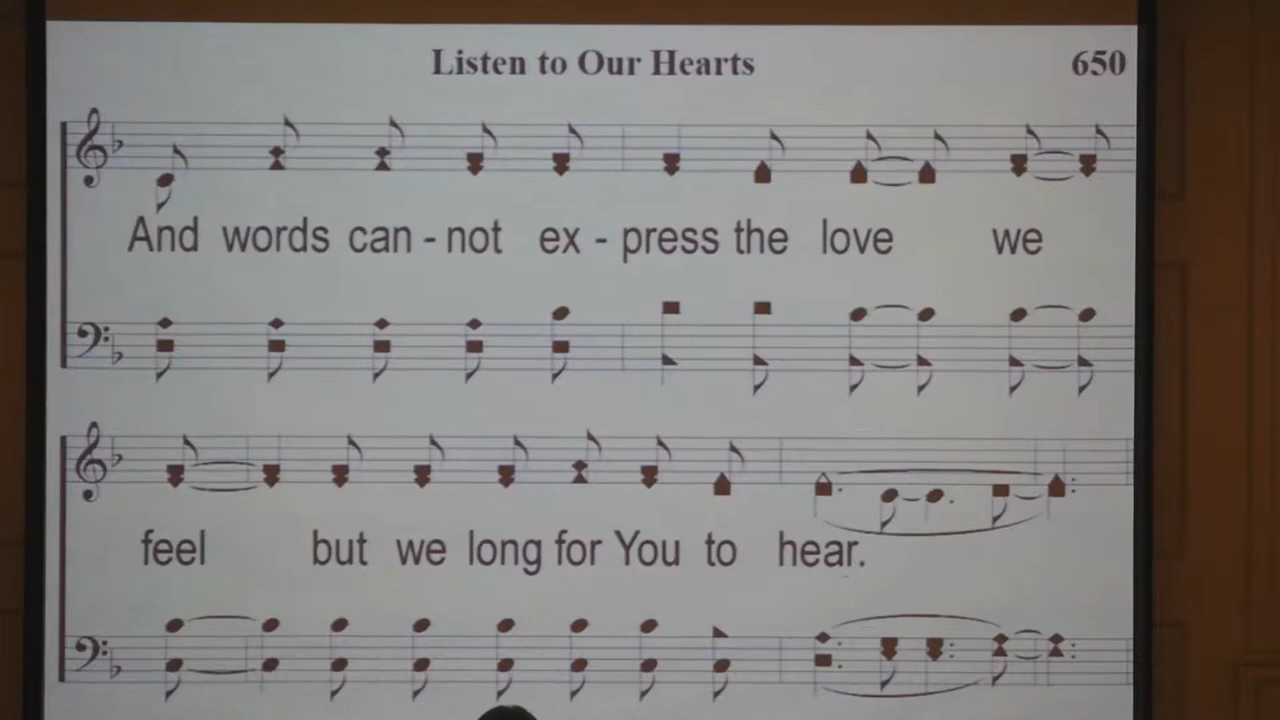 Listen to Our Hearts 650
And words can - not ex - press the love we
feel but we long for You to hear.